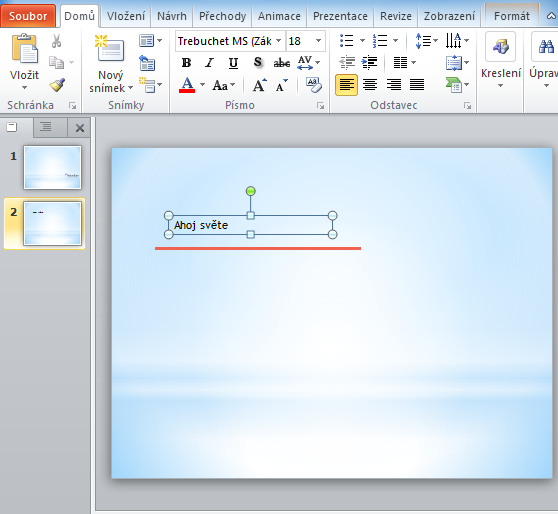 Soubor Domů Vložení Návrh Přechody Animace Prezentace Revize Zobrazení Formát
Trebuchet MS (Zák 18
Vložit Nový snímek Kreslení Úprav
B I U S abc AV
A Aa A A
Schránka Snímky Písmo Odstavec
1
2
Ahoj světe